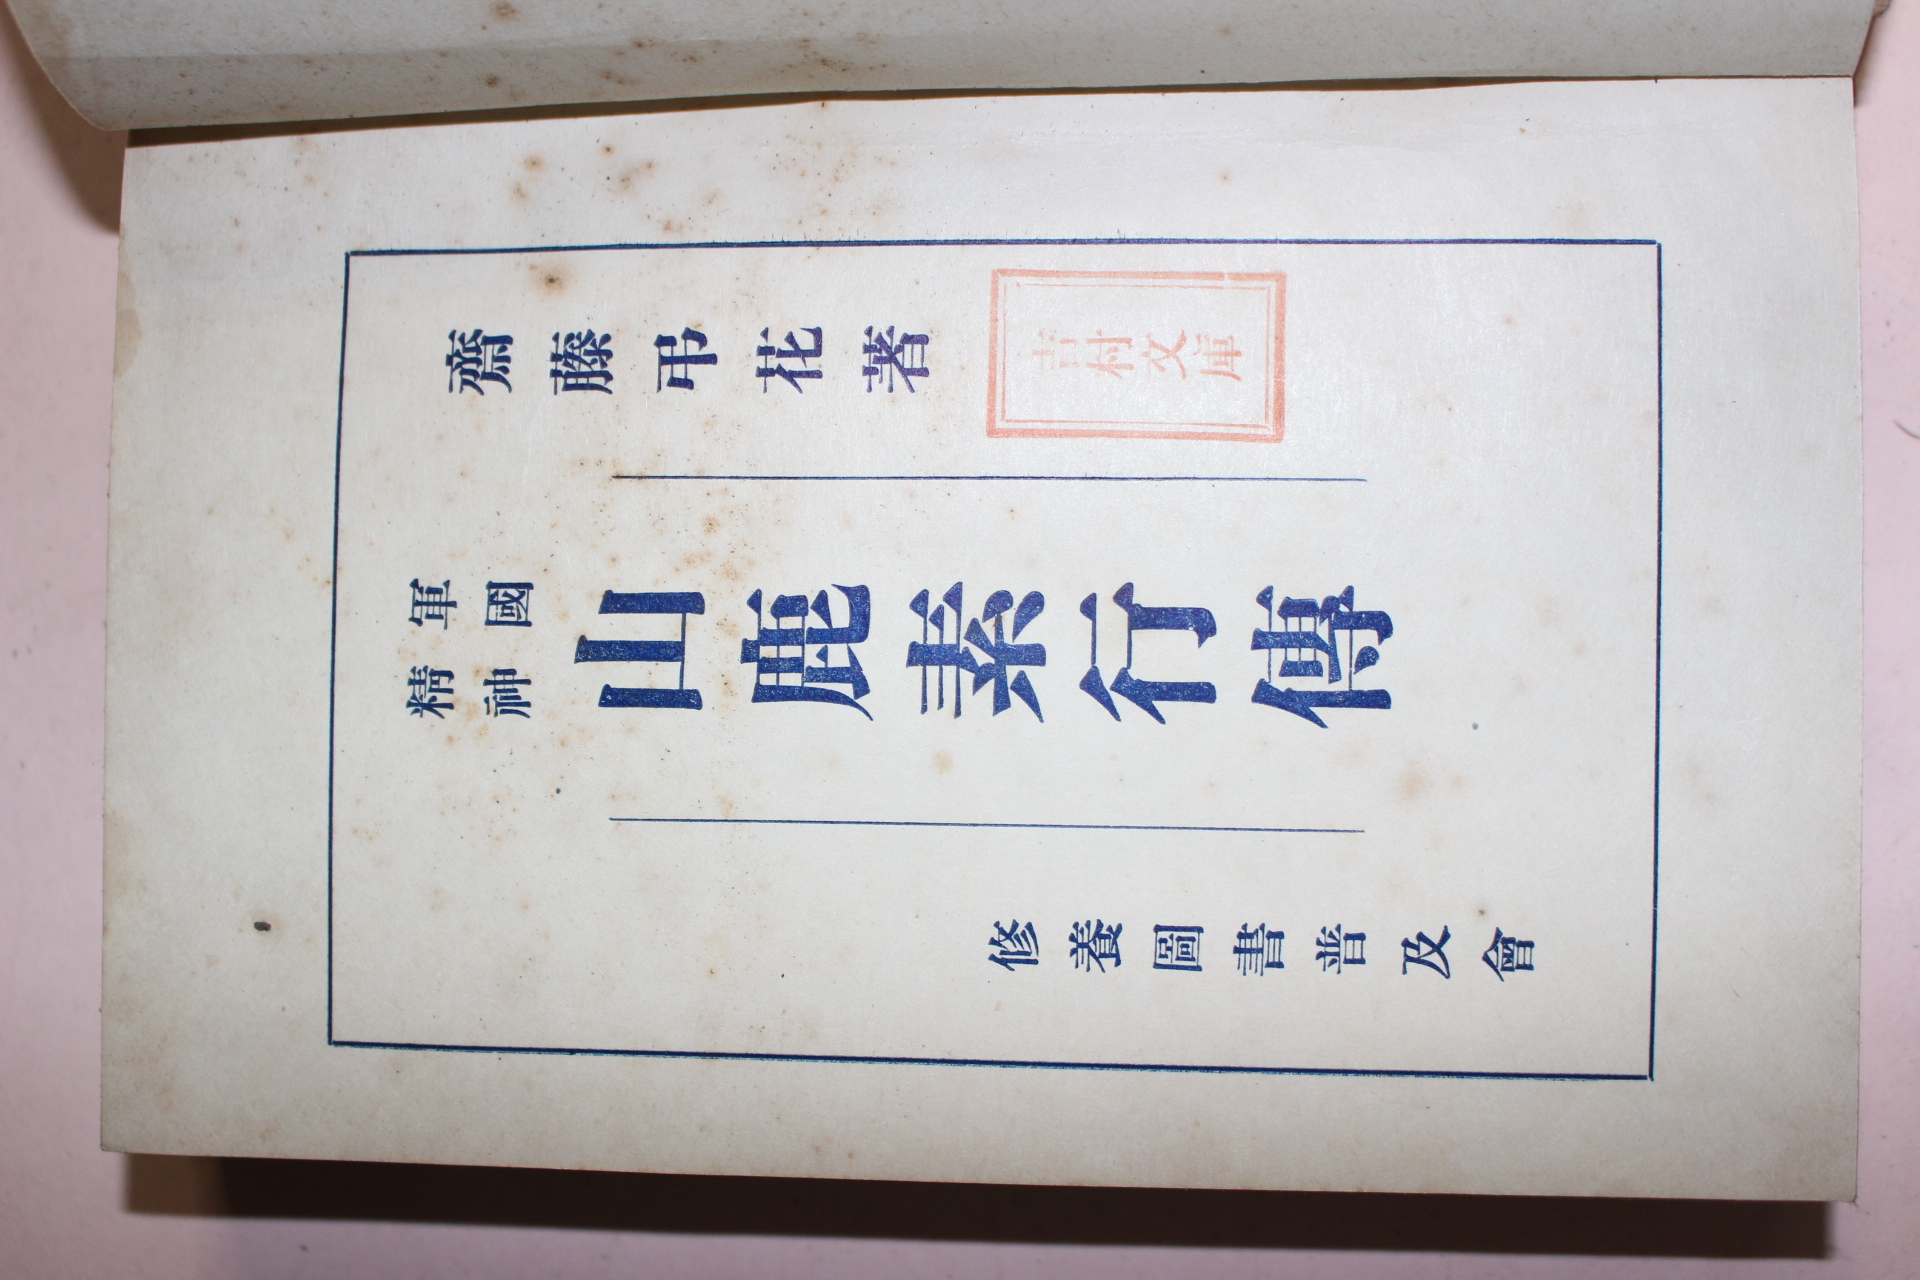 齋藤弔花著
吉村文庫
軍國
精神
山鹿素行傳
修養圖書普及會